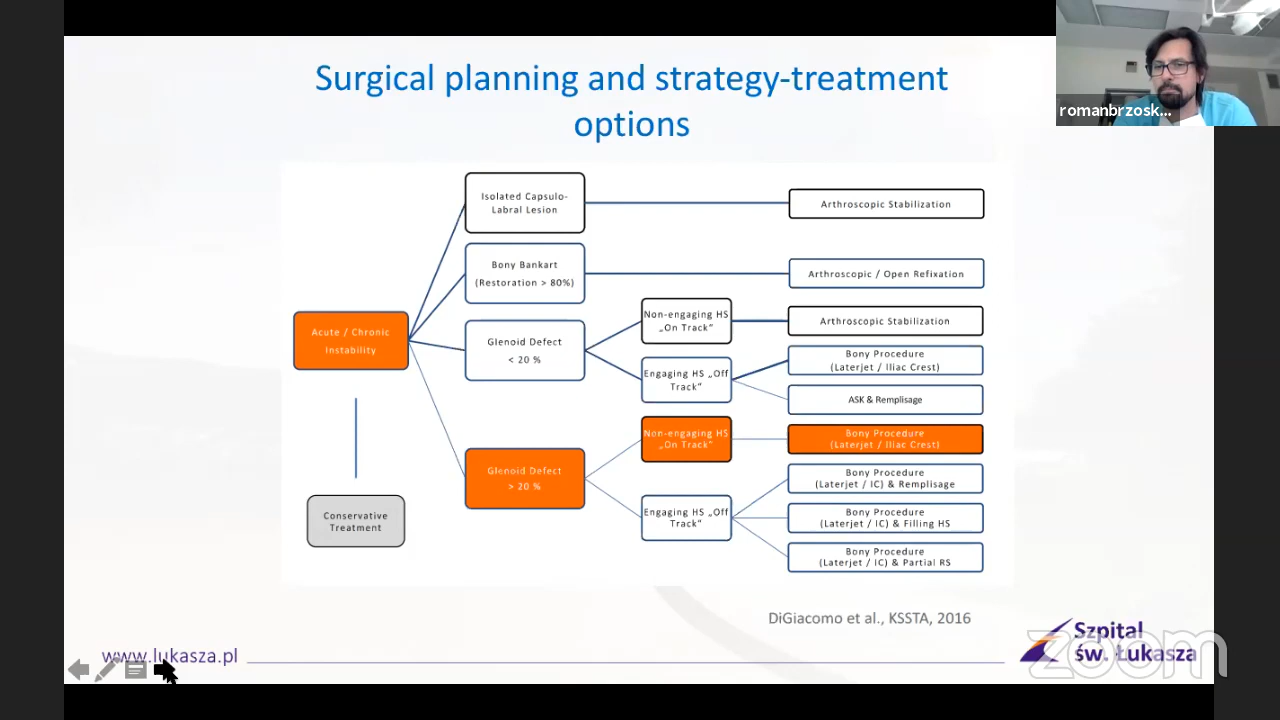 Surgical planning and strategy-treatment
options
romanbrzosk...
Isolated Capsulo-
Labral Lesion
Arthroscopic Stabilization
Bony Bankart
(Restoration > 80%)
Arthroscopic / Open Refixation
Acute / Chronic
Instability
Glenoid Defect
< 20 %
Non-engaging HS
„On Track"
Arthroscopic Stabilization
Engaging HS „Off
Track"
Bony Procedure
(Laterjet / Iliac Crest)
ASK & Remplisage
Glenoid Defect
> 20 %
Non-engaging HS
„On Track"
Bony Procedure
(Laterjet / Iliac Crest)
Engaging HS „Off
Track"
Bony Procedure
(Laterjet / IC) & Remplisage
Bony Procedure
(Laterjet / IC) & Filling HS
Bony Procedure
(Laterjet / IC) & Partial RS
Conservative
Treatment
DiGiacomo et al., KSSTA, 2016
www.lukasza.pl
Szpital
św. Łukasza
zoom